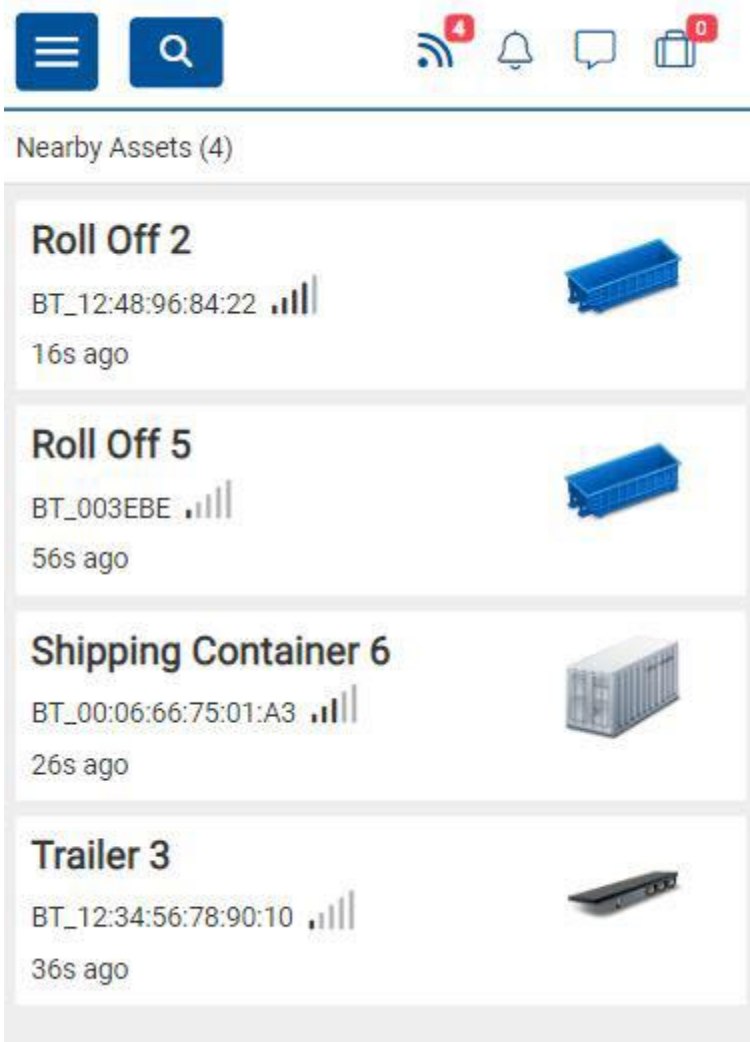 4
0
Nearby Assets (4)
Roll Off 2
BT_12:48:96:84:22
16s ago
Roll Off 5
BT_003EBE
56s ago
Shipping Container 6
BT_00:06:66:75:01:A3
26s ago
Trailer 3
BT_12:34:56:78:90:10
36s ago